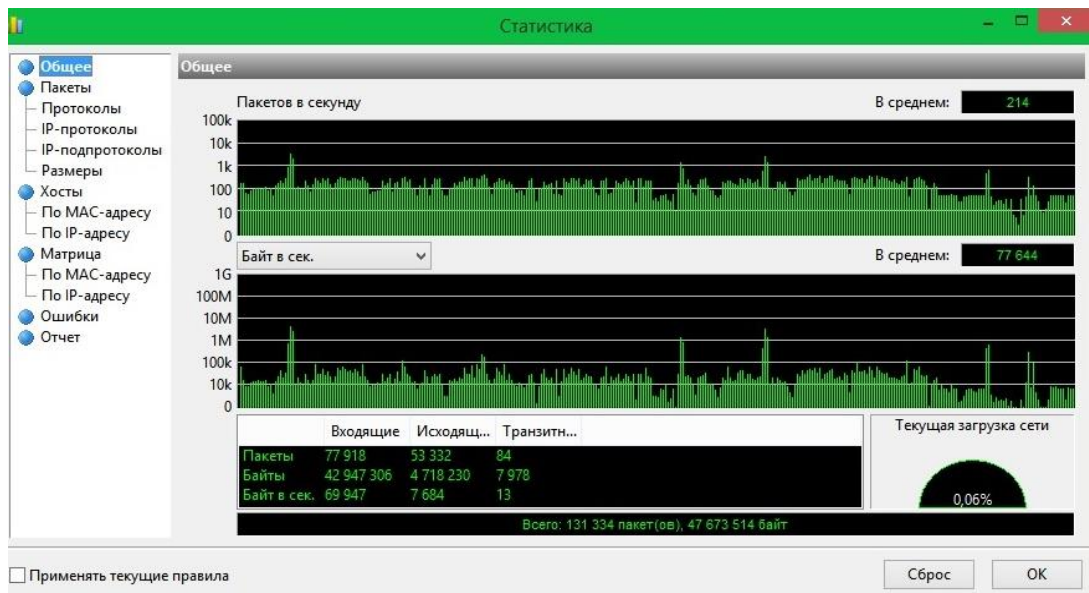 Статистика
Общее
Пакеты
Протоколы
IP-протоколы
IP-подпротоколы
Размеры
Хосты
По MAC-адресу
По IP-адресу
Матрица
По MAC-адресу
По IP-адресу
Ошибки
Отчет
Общее
Пакетов в секунду
В среднем: 214
100k
10k
1k
100
10
0
Байт в сек.
В среднем: 77 644
1G
100M
10M
1M
100k
10k
0
Входящие Исходящ... Транзитн...
Пакеты 77 918 53 332 84
Байты 42 947 306 4 718 230 7 978
Байт в сек. 69 947 7 684 13
Текущая загрузка сети
0,06%
Всего: 131 334 пакет(ов), 47 673 514 байт
Применять текущие правила
Сброс
OK